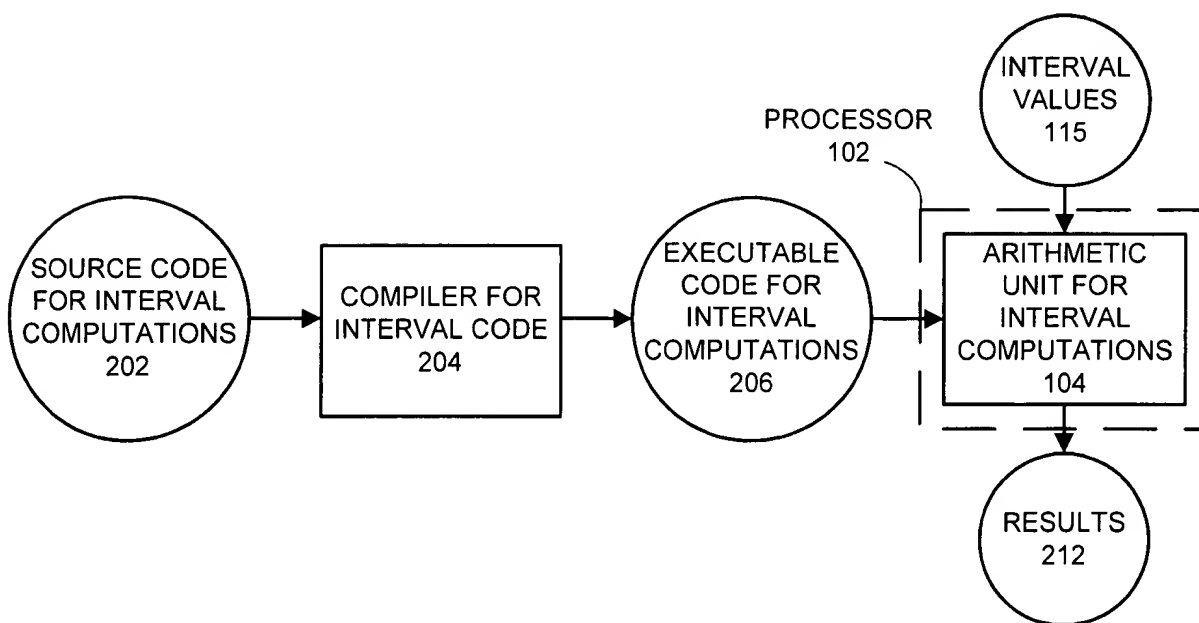 INTERVAL
VALUES
115
PROCESSOR
102
SOURCE CODE
FOR INTERVAL
COMPUTATIONS
202
COMPILER FOR
INTERVAL CODE
204
EXECUTABLE
CODE FOR
INTERVAL
COMPUTATIONS
206
ARITHMETIC
UNIT FOR
INTERVAL
COMPUTATIONS
104
RESULTS
212